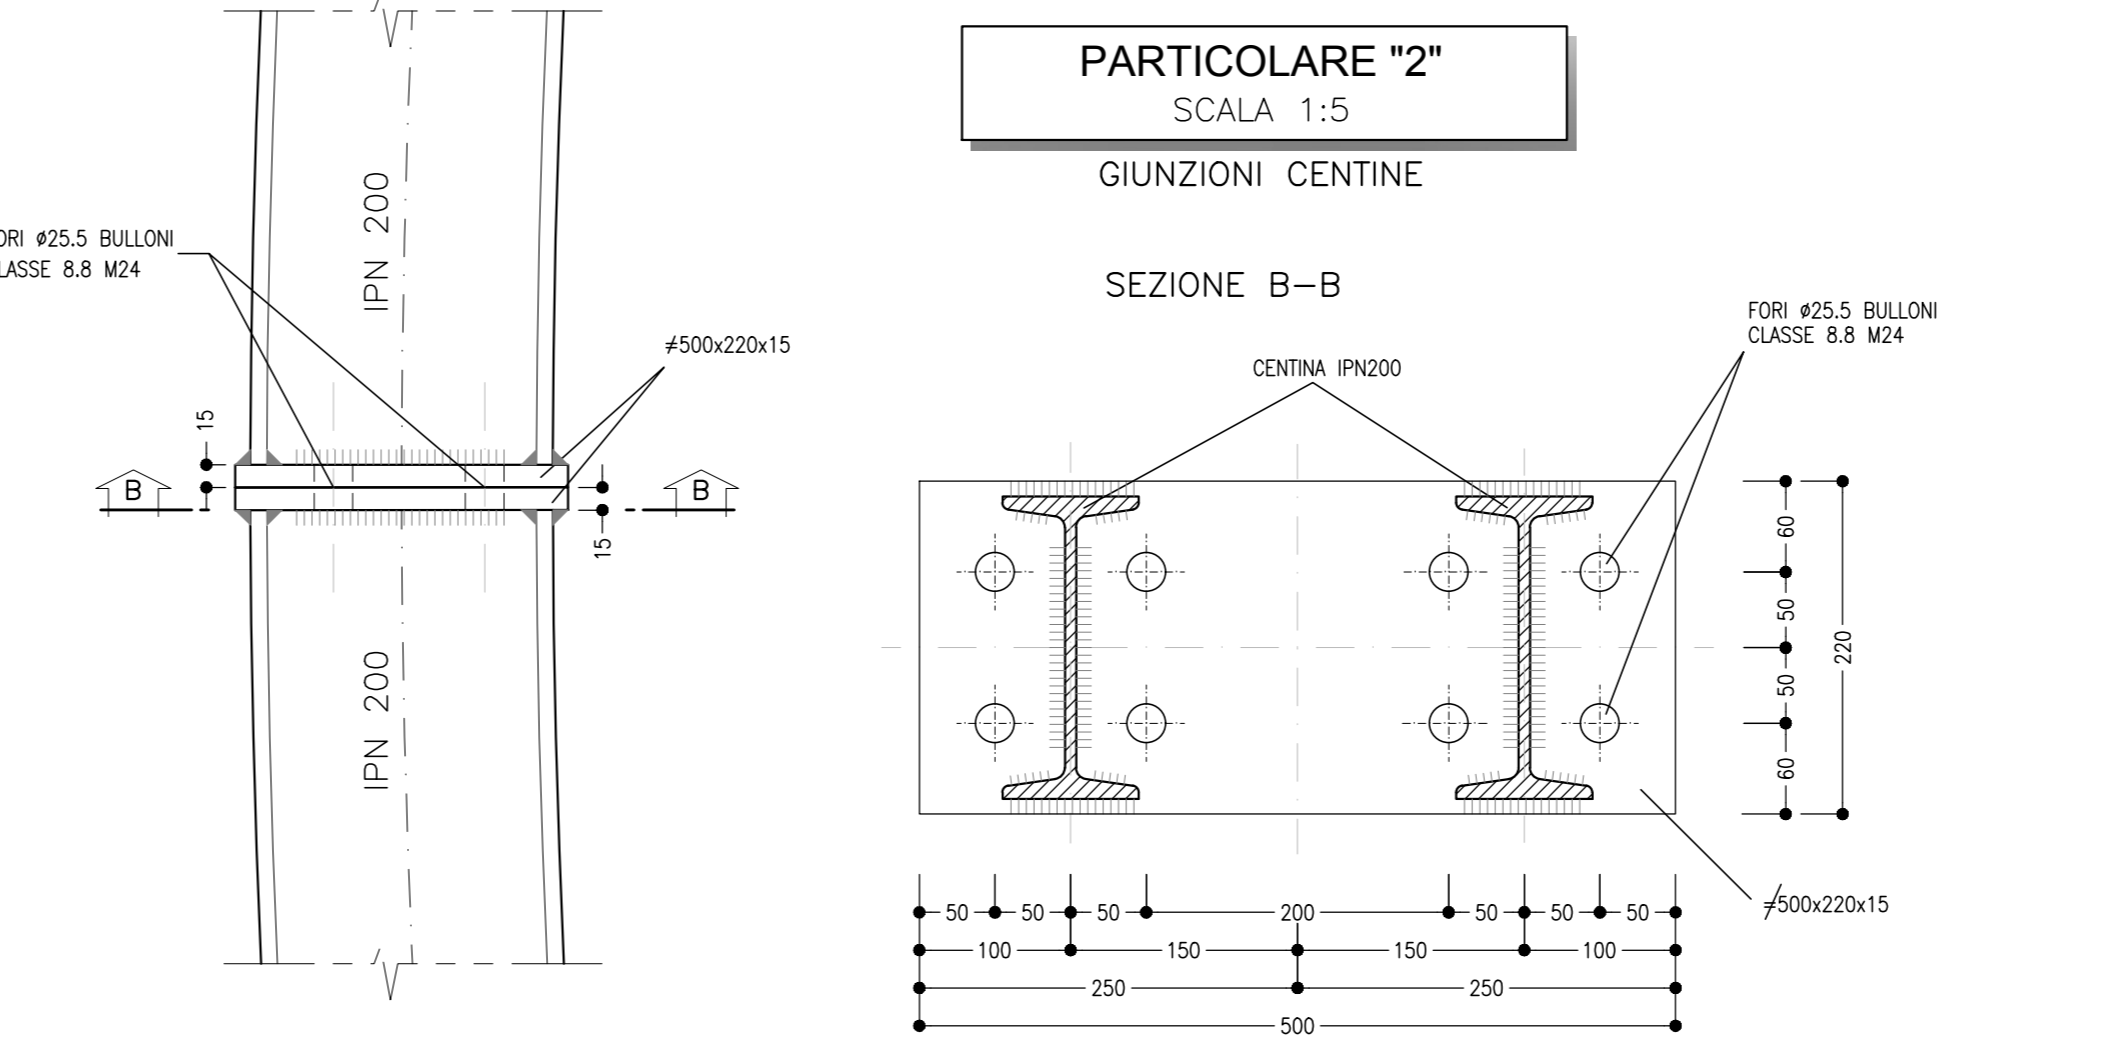 PARTICOLARE "2"
SCALA 1:5
GIUNZIONI CENTINE
SEZIONE B-B
IPN 200
ORI ø25.5 BULLONI
LASSE 8.8 M24
≠500x220x15
15
B
B
15
IPN 200
FORI ø25.5 BULLONI
CLASSE 8.8 M24
CENTINA IPN200
60
50
220
50
60
≠500x220x15
50 50 50 200 50 50 50
100 150 150 100
250 250
500